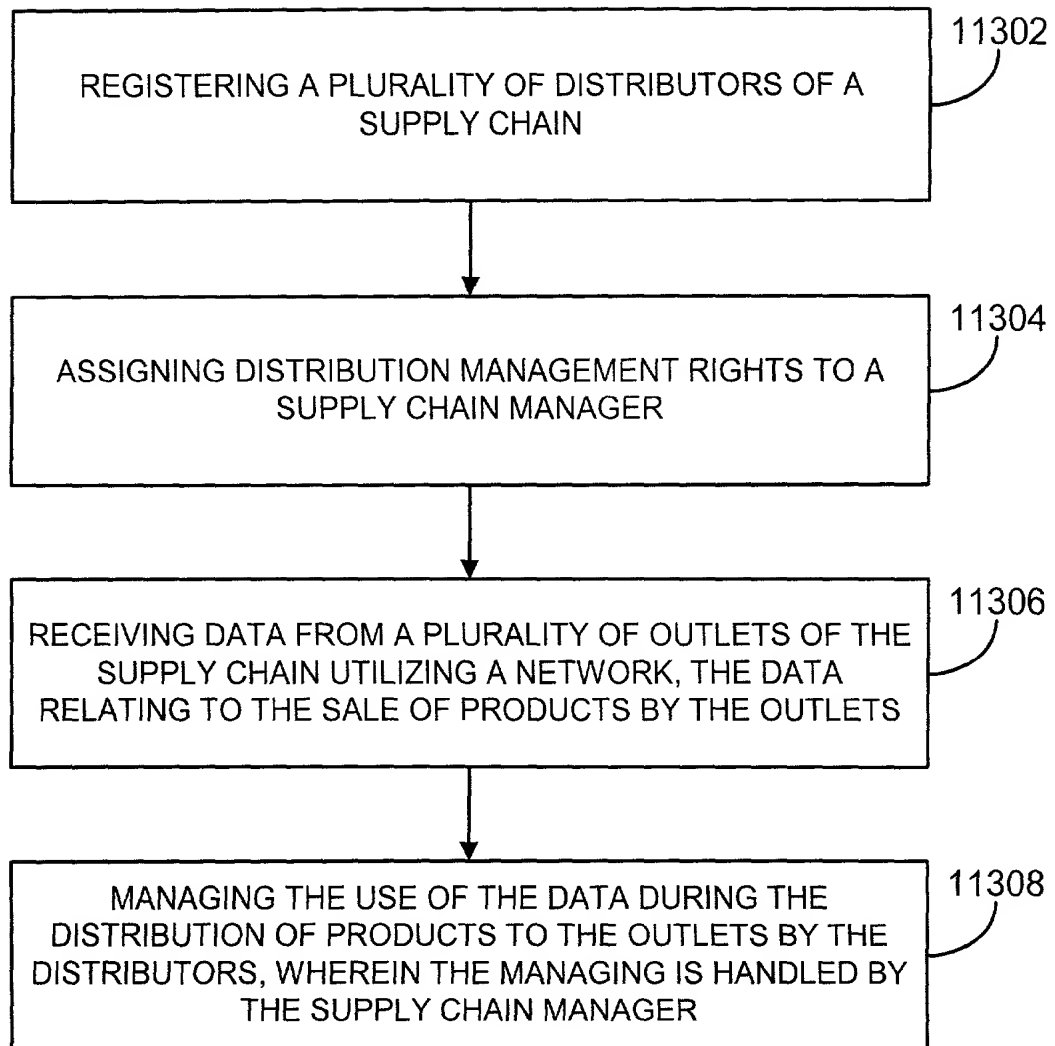 11302
REGISTERING A PLURALITY OF DISTRIBUTORS OF A
SUPPLY CHAIN
11304
ASSIGNING DISTRIBUTION MANAGEMENT RIGHTS TO A
SUPPLY CHAIN MANAGER
11306
RECEIVING DATA FROM A PLURALITY OF OUTLETS OF THE
SUPPLY CHAIN UTILIZING A NETWORK, THE DATA
RELATING TO THE SALE OF PRODUCTS BY THE OUTLETS
11308
MANAGING THE USE OF THE DATA DURING THE
DISTRIBUTION OF PRODUCTS TO THE OUTLETS BY THE
DISTRIBUTORS, WHEREIN THE MANAGING IS HANDLED BY
THE SUPPLY CHAIN MANAGER